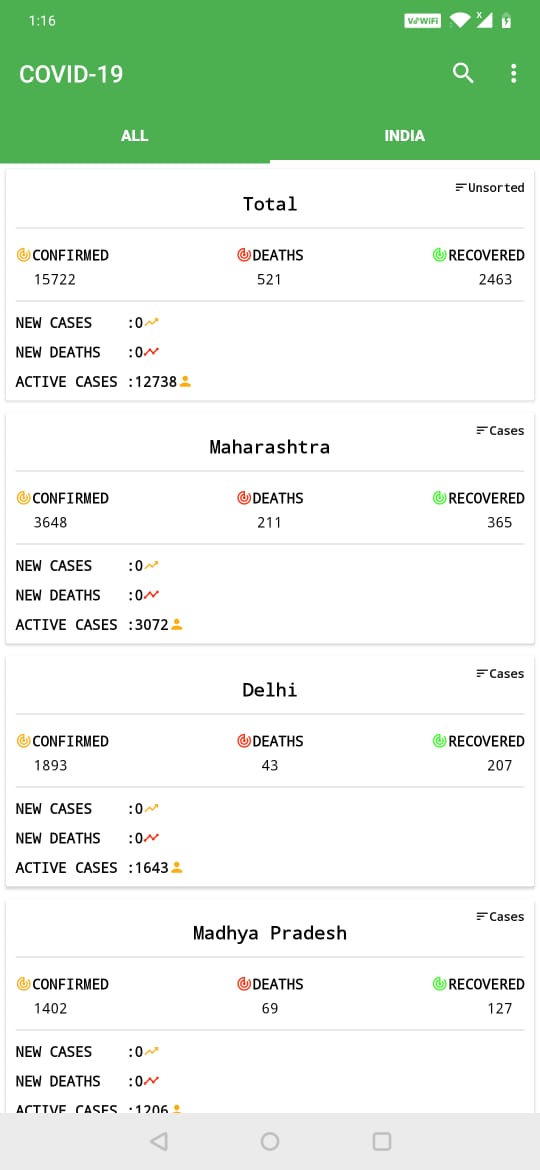 1:16 VoWiFi X
COVID-19
ALL INDIA
Unsorted
Total
CONFIRMED DEATHS RECOVERED
15722 521 2463
NEW CASES :0
NEW DEATHS :0
ACTIVE CASES :12738
Cases
Maharashtra
CONFIRMED DEATHS RECOVERED
3648 211 365
NEW CASES :0
NEW DEATHS :0
ACTIVE CASES :3072
Cases
Delhi
CONFIRMED DEATHS RECOVERED
1893 43 207
NEW CASES :0
NEW DEATHS :0
ACTIVE CASES :1643
Cases
Madhya Pradesh
CONFIRMED DEATHS RECOVERED
1402 69 127
NEW CASES :0
NEW DEATHS :0
ACTIVE CASES :1206